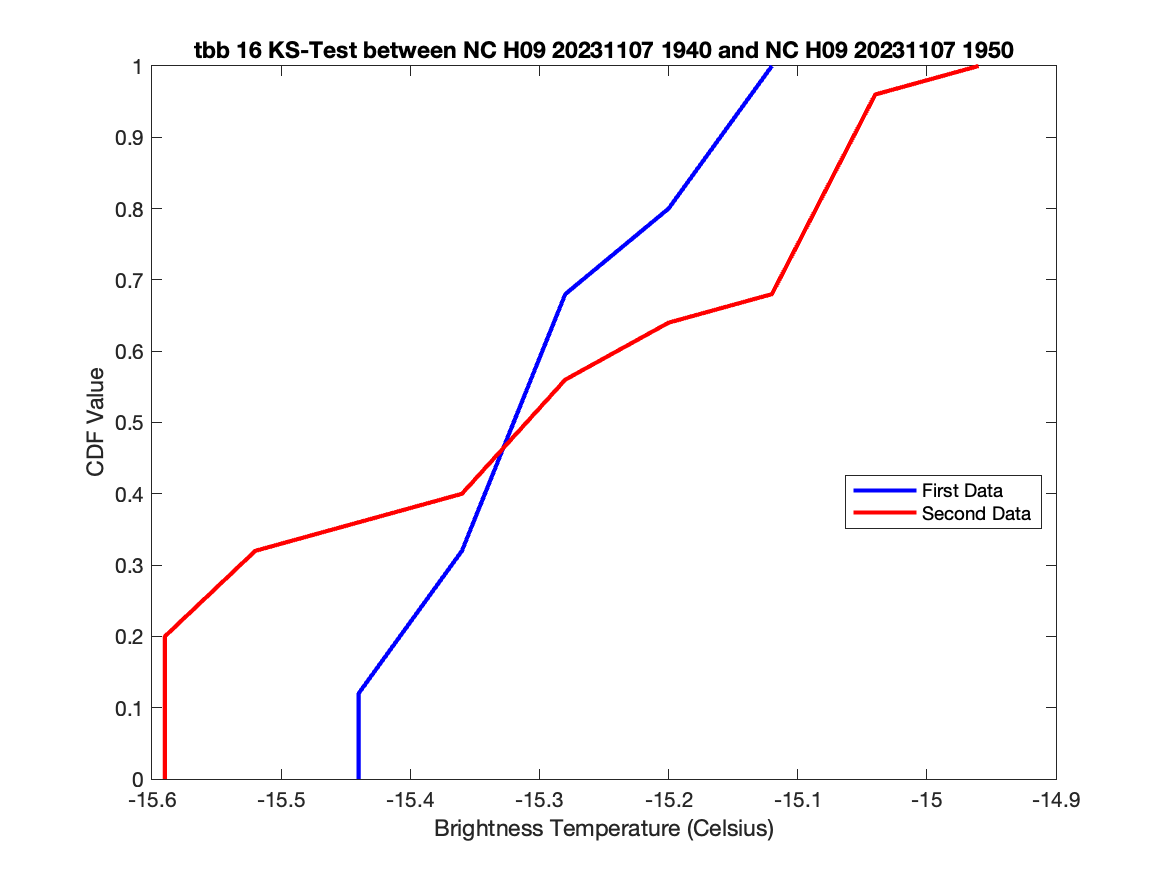 tbb 16 KS-Test between NC H09 20231107 1940 and NC H09 20231107 1950
1
0.9
0.8
0.7
0.6
0.5
0.4
0.3
0.2
0.1
0
CDF Value
First Data
Second Data
-15.6 -15.5 -15.4 -15.3 -15.2 -15.1 -15 -14.9
Brightness Temperature (Celsius)